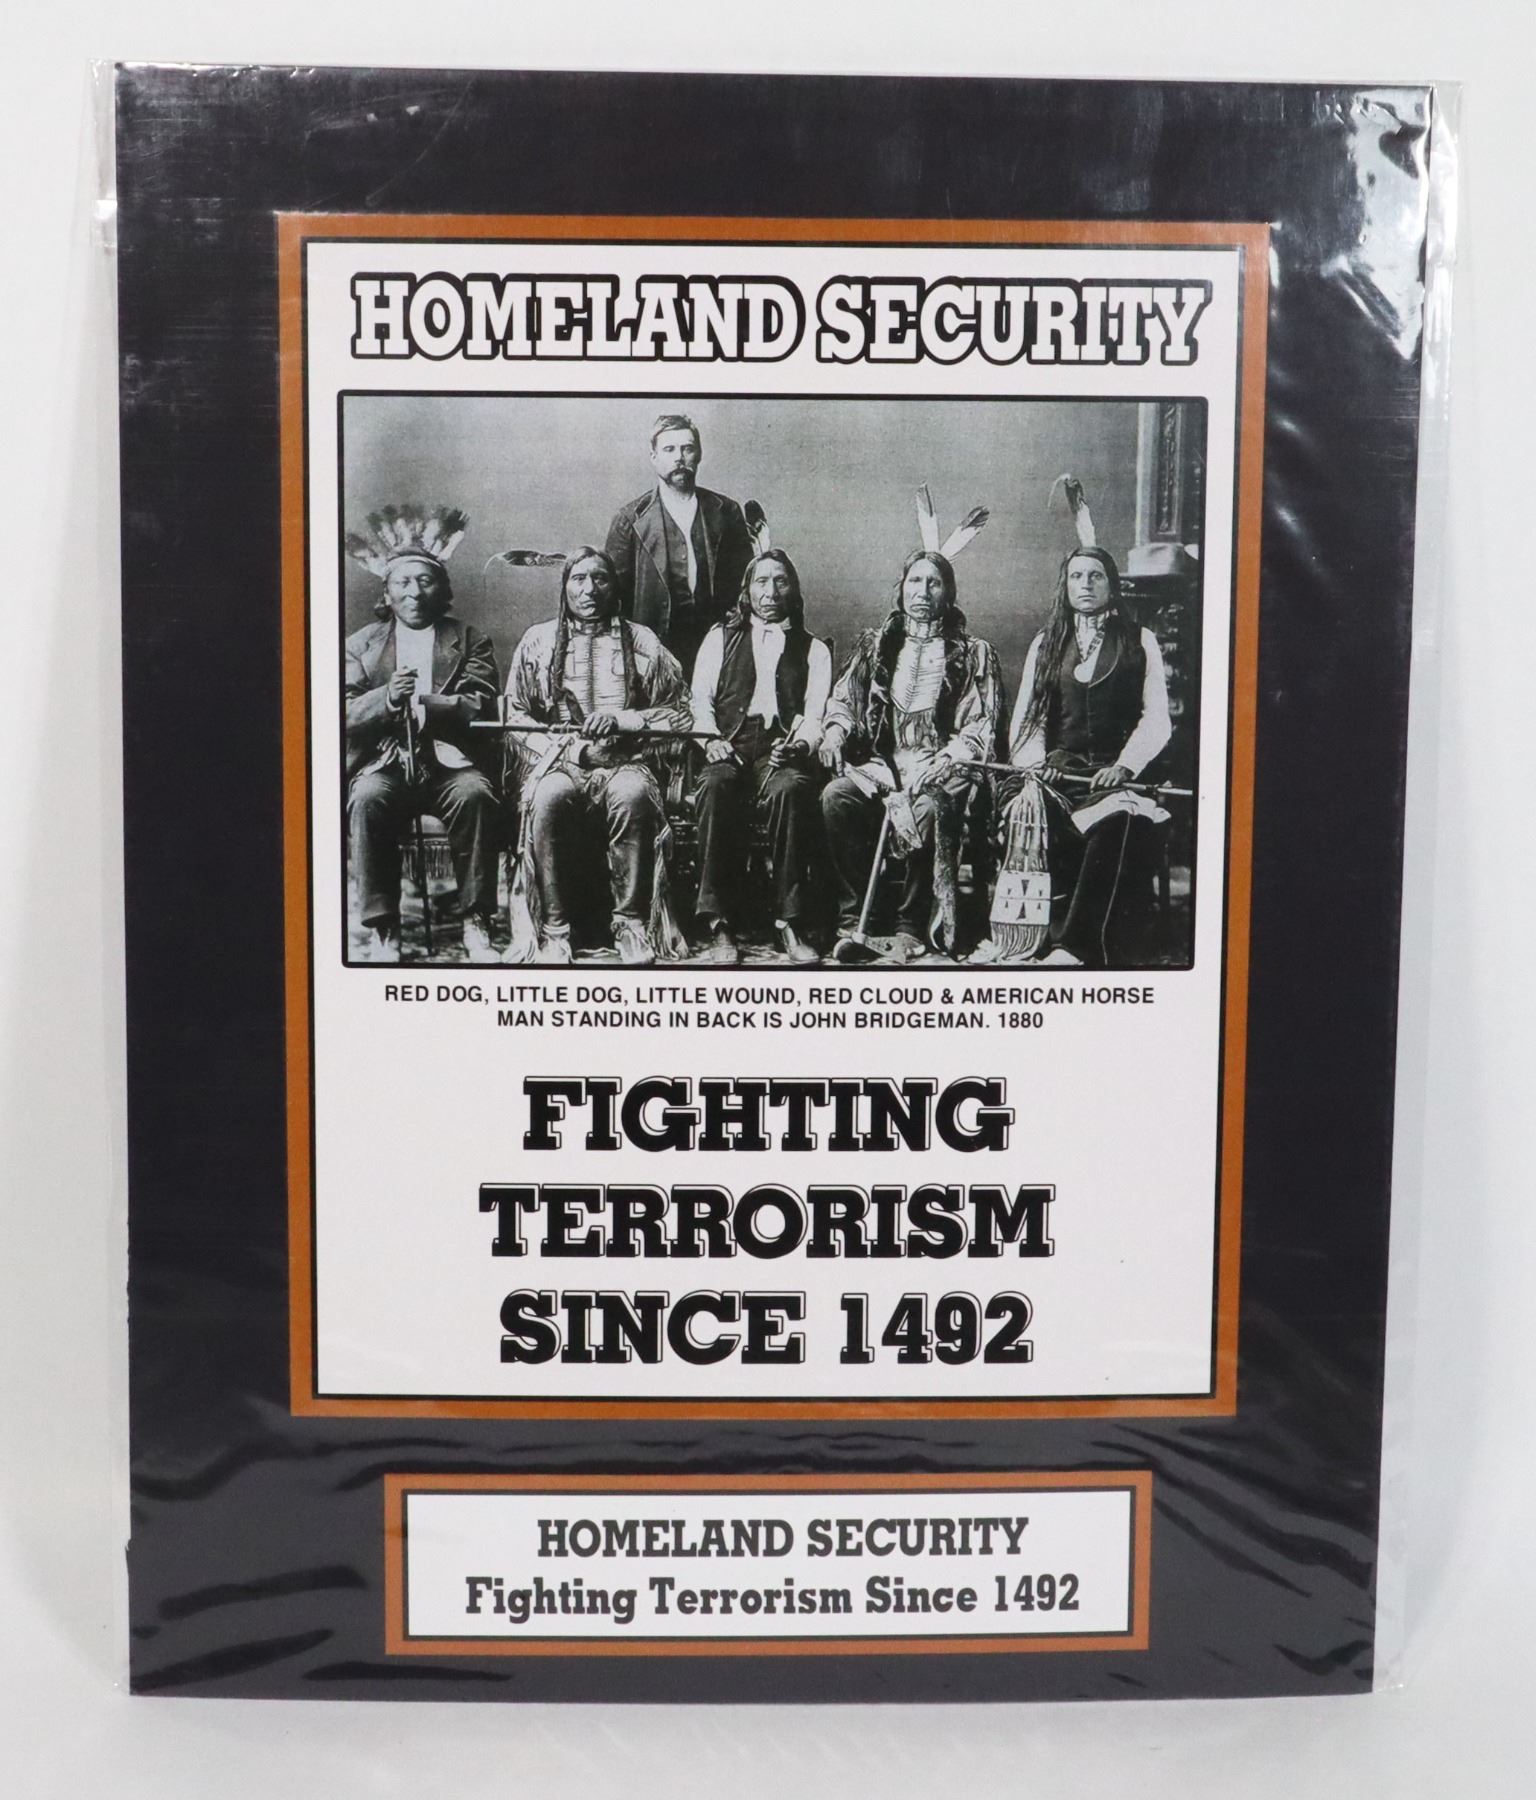 HOMELAND SECURITY
RED DOG, LITTLE DOG, LITTLE WOUND, RED CLOUD & AMERICAN HORSE
MAN STANDING IN BACK IS JOHN BRIDGEMAN. 1880
FIGHTING
TERRORISM
SINCE 1492
HOMELAND SECURITY
Fighting Terrorism Since 1492